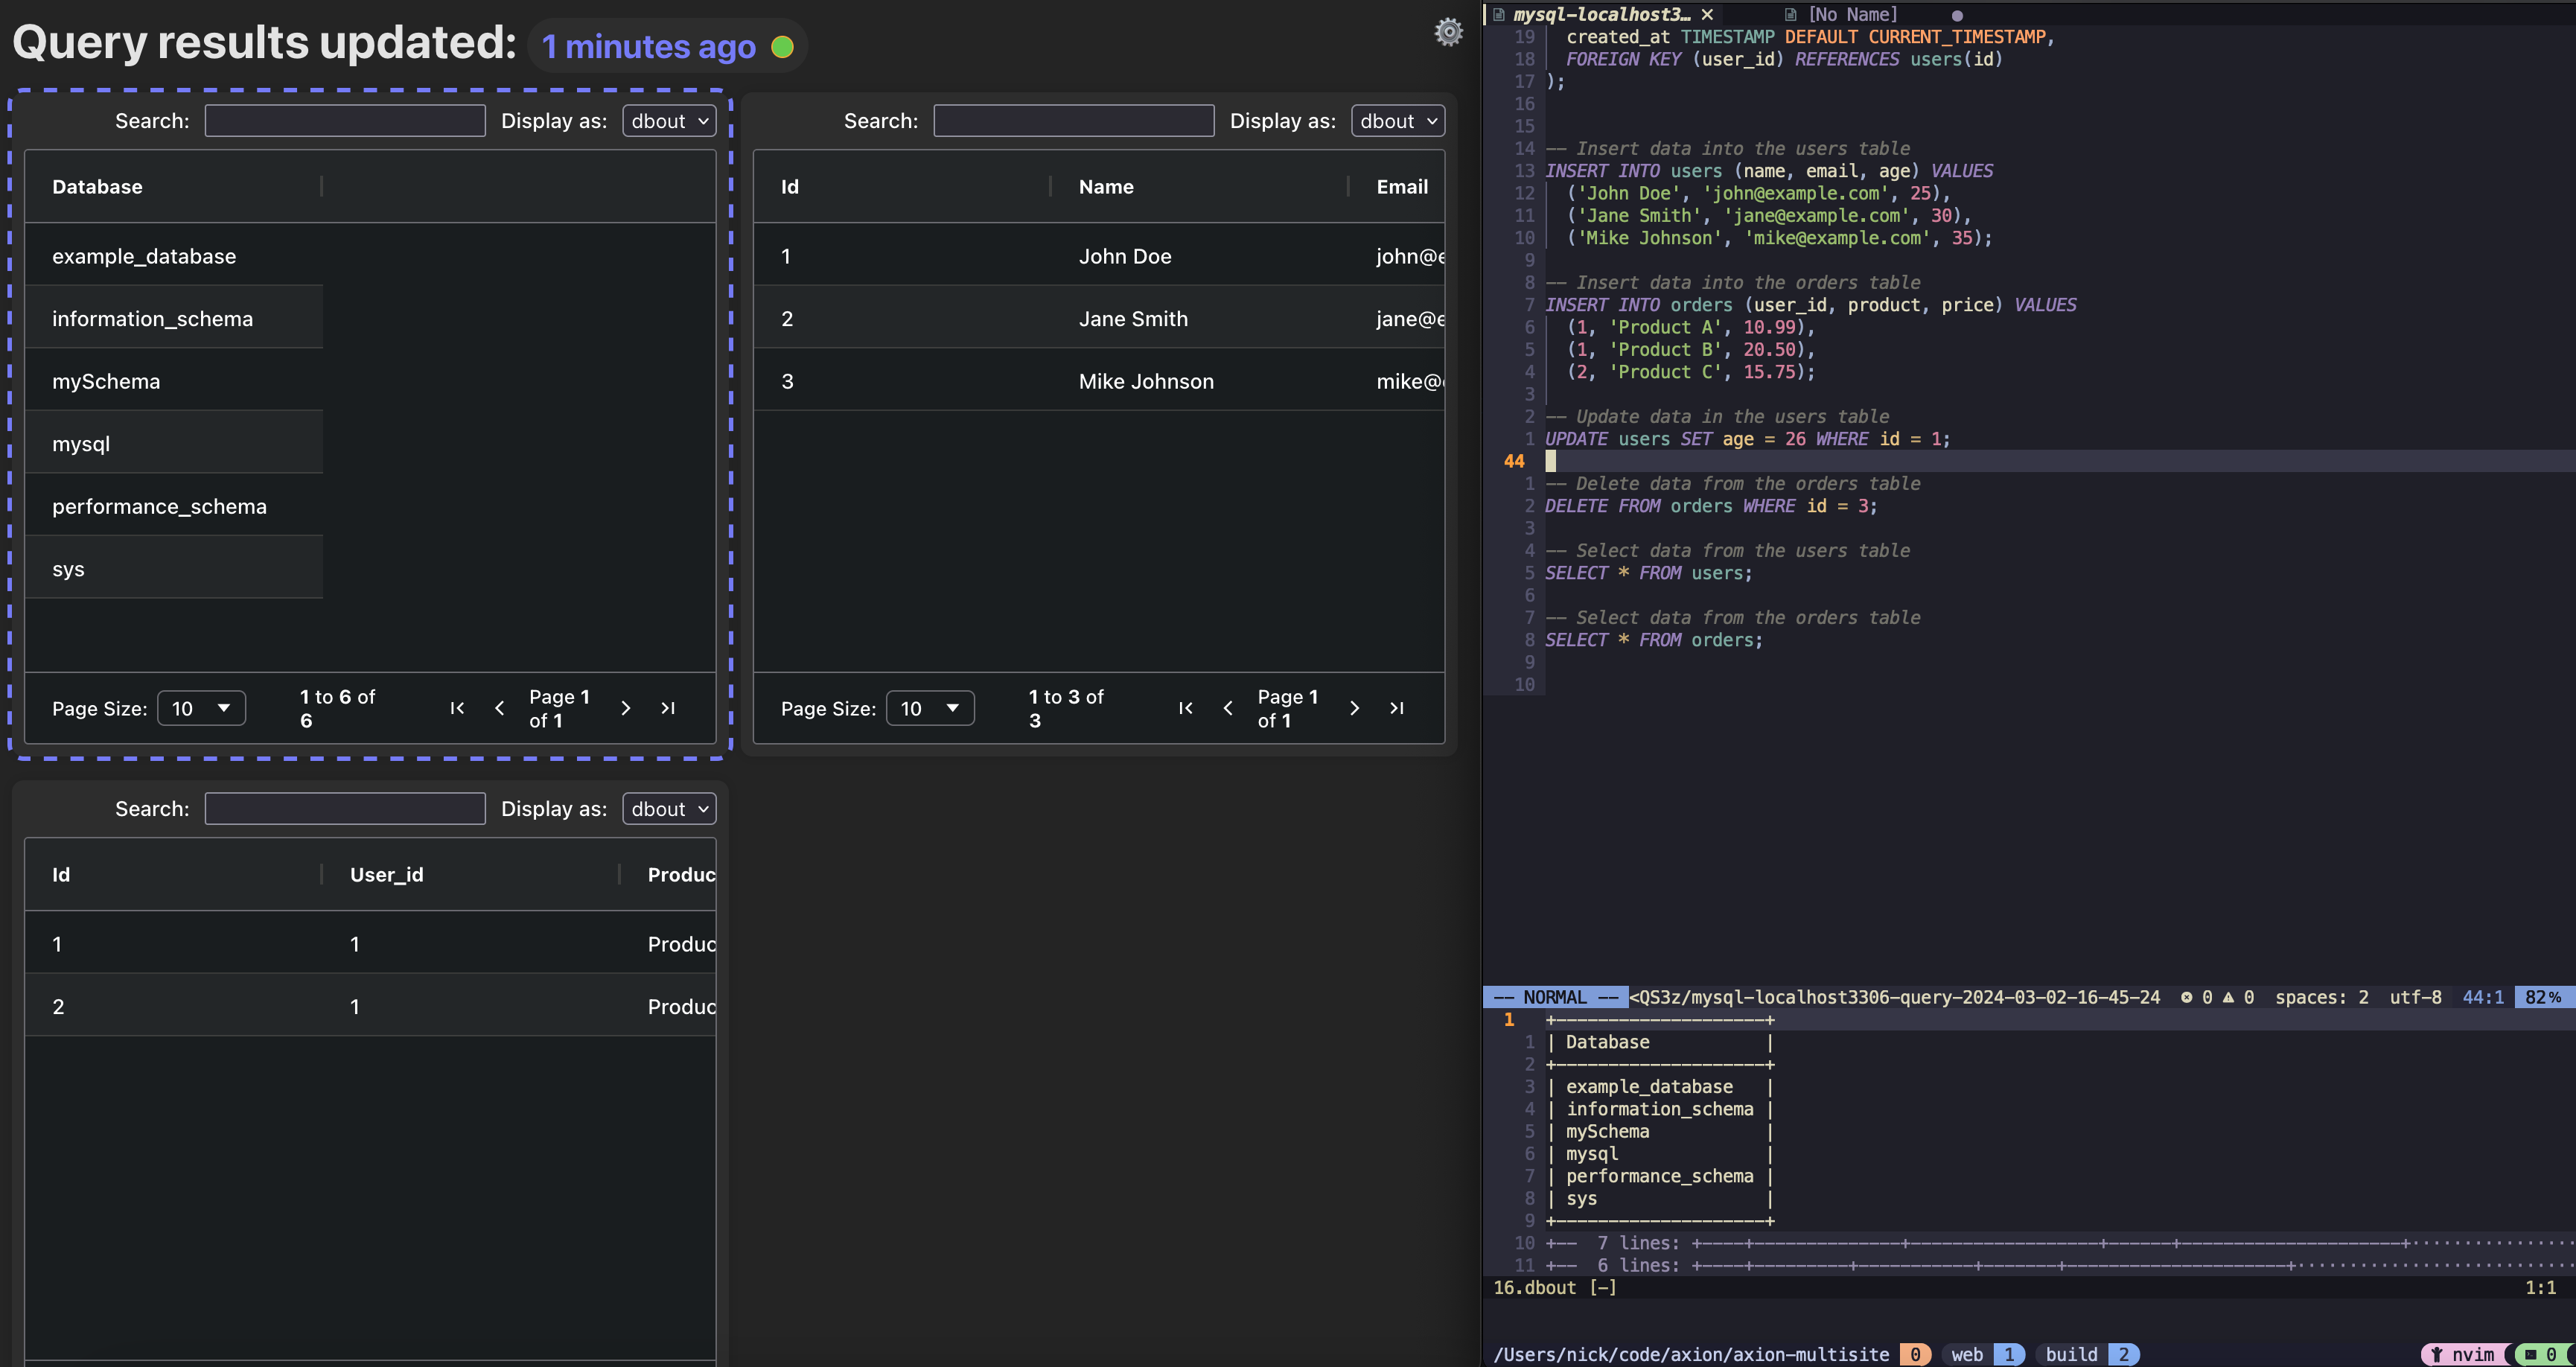 Query results updated: 1 minutes ago
Search: Display as: dbout
Database
example_database
information_schema
mySchema
mysql
performance_schema
sys
Page Size: 10 1 to 6 of 6 Page 1 of 1
Search: Display as: dbout
Id Name Email
1 John Doe john@e
2 Jane Smith jane@e
3 Mike Johnson mike@
Page Size: 10 1 to 3 of 3 Page 1 of 1
Search: Display as: dbout
Id User_id Produc
1 1 Produc
2 1 Produc
mysql-localhost3… × [No Name] ●
19 created_at TIMESTAMP DEFAULT CURRENT_TIMESTAMP,
18 FOREIGN KEY (user_id) REFERENCES users(id)
17 );
16
15
14 -- Insert data into the users table
13 INSERT INTO users (name, email, age) VALUES
12 ('John Doe', 'john@example.com', 25),
11 ('Jane Smith', 'jane@example.com', 30),
10 ('Mike Johnson', 'mike@example.com', 35);
9
8 -- Insert data into the orders table
7 INSERT INTO orders (user_id, product, price) VALUES
6 (1, 'Product A', 10.99),
5 (1, 'Product B', 20.50),
4 (2, 'Product C', 15.75);
3
2 -- Update data in the users table
1 UPDATE users SET age = 26 WHERE id = 1;
44
1 -- Delete data from the orders table
2 DELETE FROM orders WHERE id = 3;
3
4 -- Select data from the users table
5 SELECT * FROM users;
6
7 -- Select data from the orders table
8 SELECT * FROM orders;
9
10
-- NORMAL -- <QS3z/mysql-localhost3306-query-2024-03-02-16-45-24 0 0 spaces: 2 utf-8 44:1 82%
1 +--------------------+
1 | Database |
2 +--------------------+
3 | example_database |
4 | information_schema |
5 | mySchema |
6 | mysql |
7 | performance_schema |
8 | sys |
9 +--------------------+
10 +-- 7 lines: +----+--------------+------------------+------+---------------------+
11 +-- 6 lines: +----+---------+-----------+-------+---------------------+
16.dbout [-] 1:1
/Users/nick/code/axion/axion-multisite 0 web 1 build 2 nvim 0